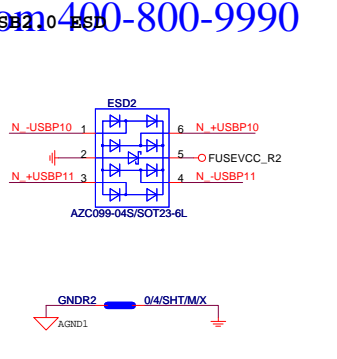 om 400-800-9990
SB2.0 ESD
ESD2
N_-USBP10 1 6 N_+USBP10
2 5 FUSEVCC_R2
N_+USBP11 3 4 N_-USBP11
AZC099-04S/SOT23-6L
GNDR2 0/4/SHT/M/X
AGND1